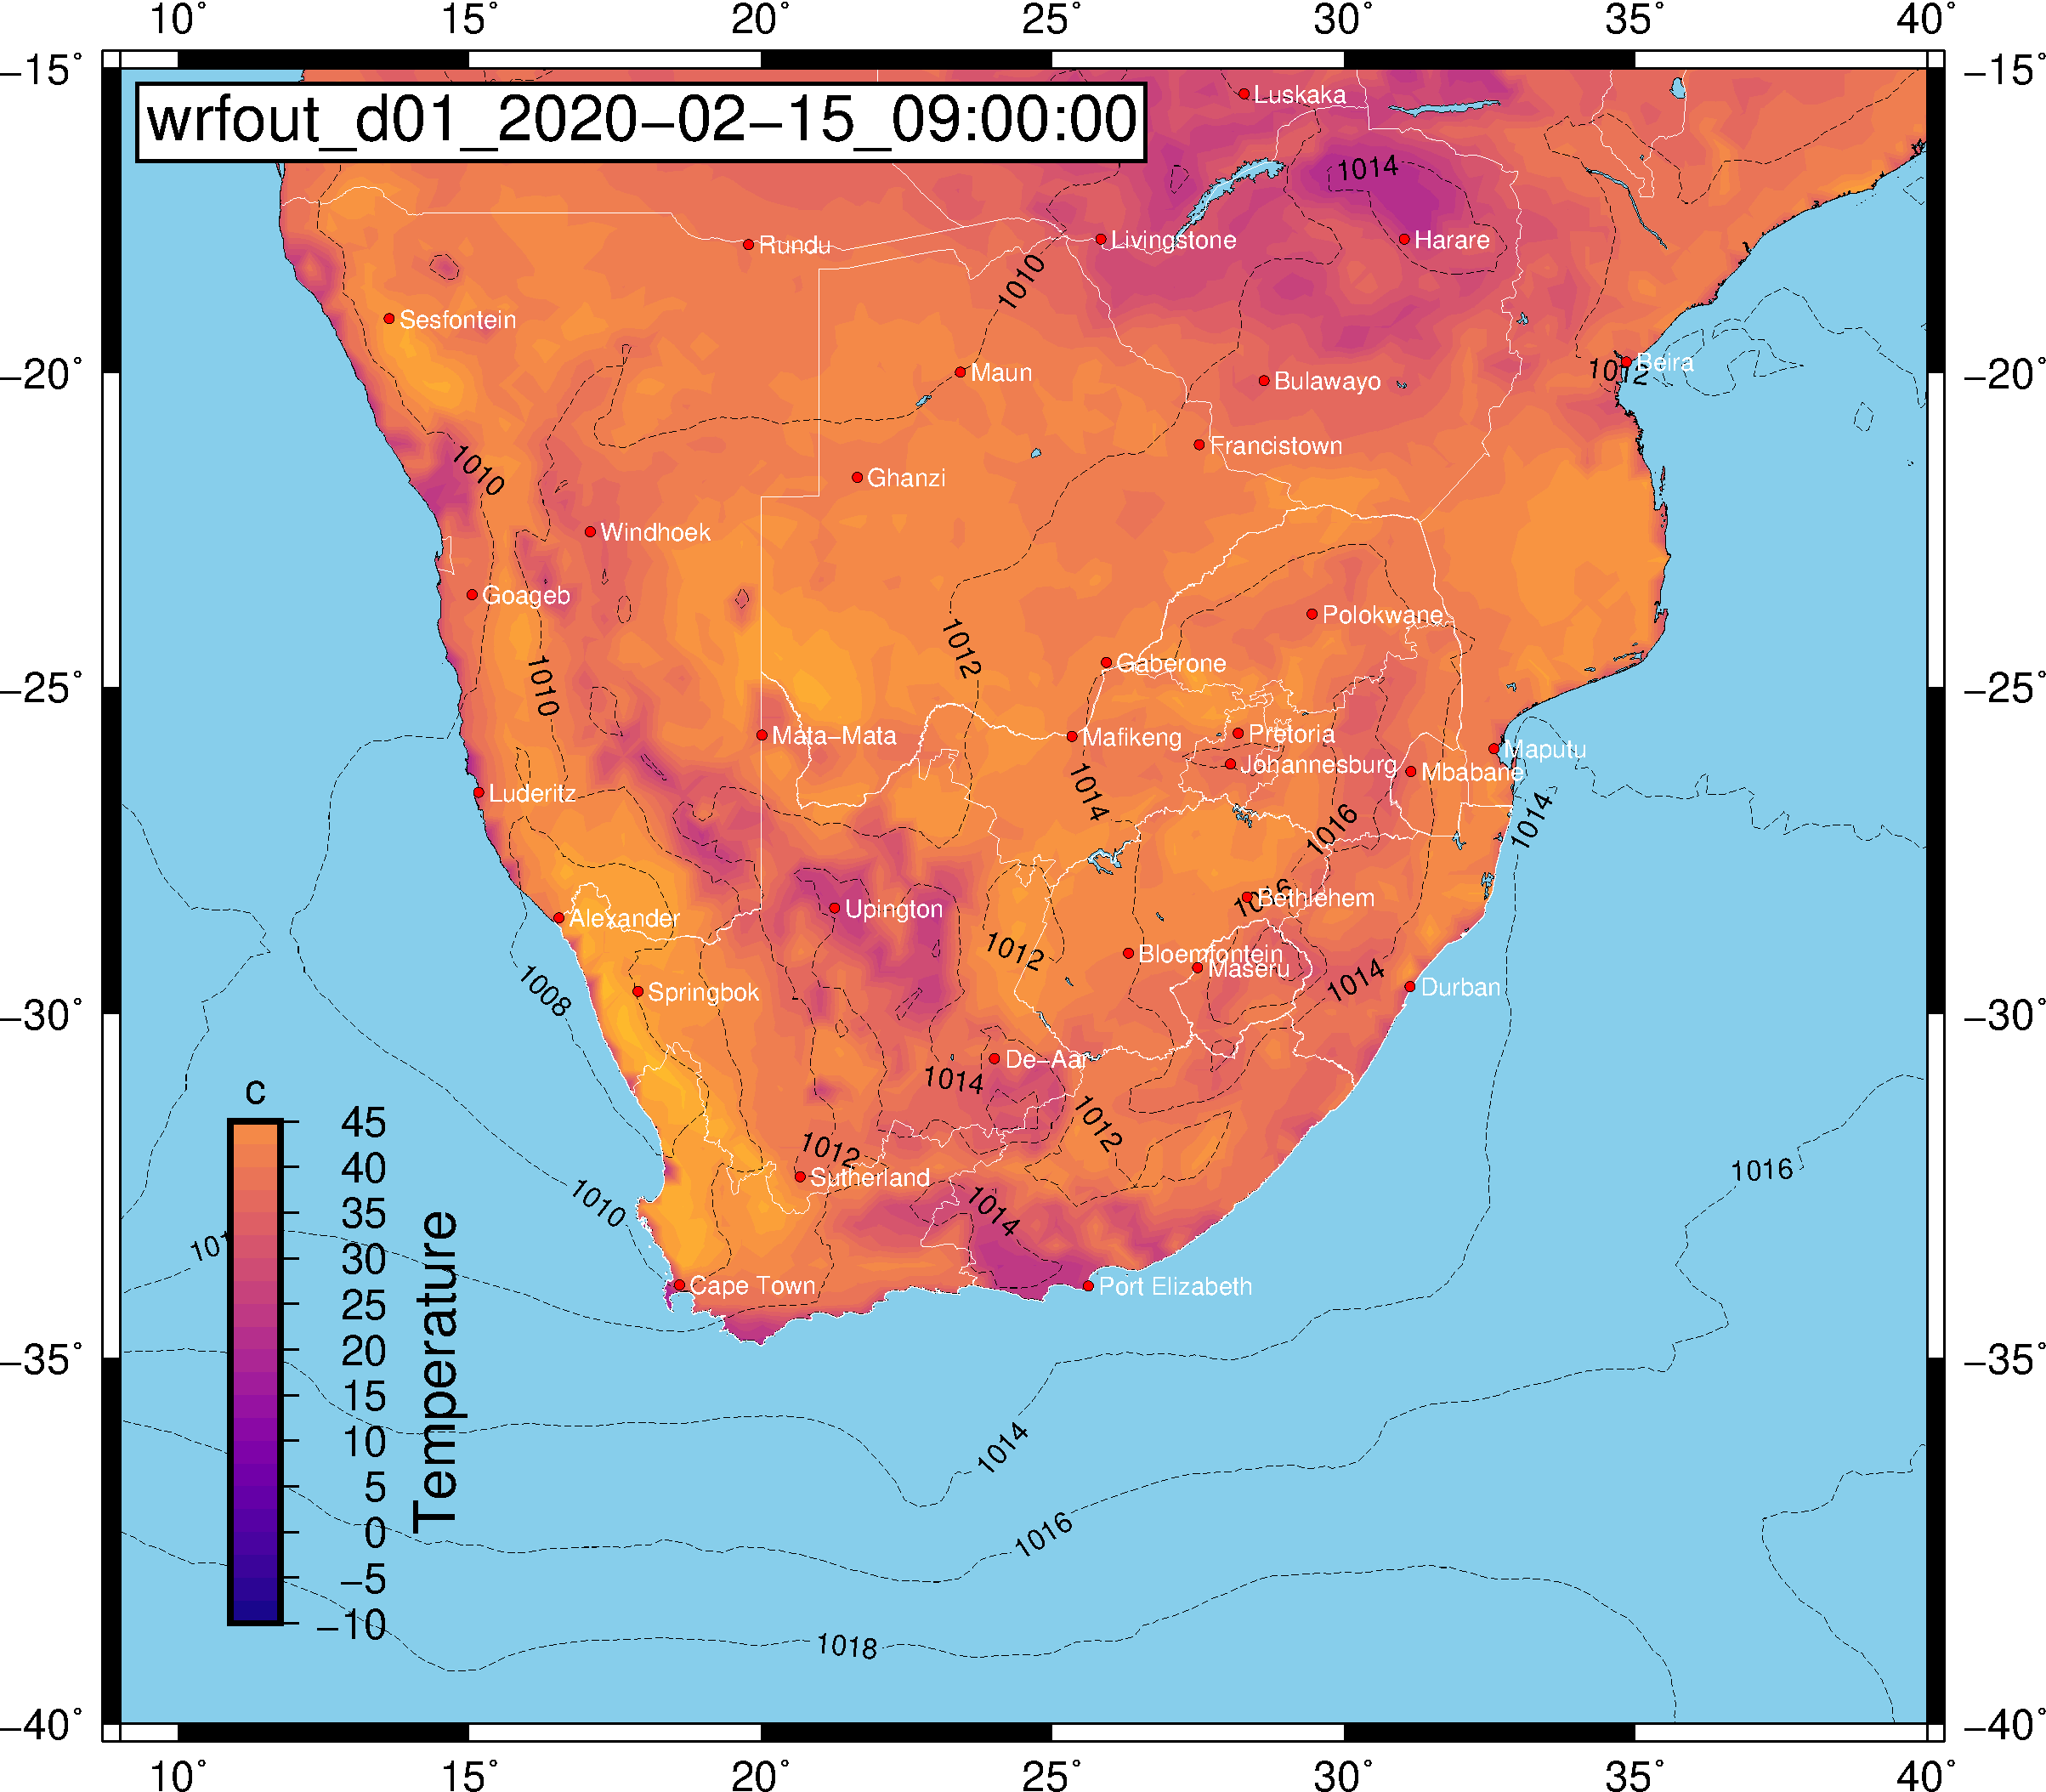 10° 15° 20° 25° 30° 35° 40°
−15° −15°
wrfout_d01_2020−02−15_09:00:00
Luskaka
1014
Rundu
Livingstone
Harare
1010
Sesfontein
Maun
Beira
1012
−20° −20°
Bulawayo
Francistown
1010
Ghanzi
Windhoek
Goageb
Polokwane
1012
Gaberone
1010
−25° −25°
Mata−Mata
Mafikeng
Pretoria
Johannesburg
Maputu
Mbabane
Luderitz
1014
1016
1014
1016
Bethlehem
Upington
Alexander
1012
Bloemfontein
Maseru
1014
Durban
1008
Springbok
−30° −30°
De−Aar
1014
1012
1012
Sutherland
1016
1010
1014
101
Cape Town
Port Elizabeth
−35° −35°
1014
1016
1018
c
45
40
35
30
25
20
15
10
5
0
−5
−10
Temperature
−40° −40°
10° 15° 20° 25° 30° 35° 40°